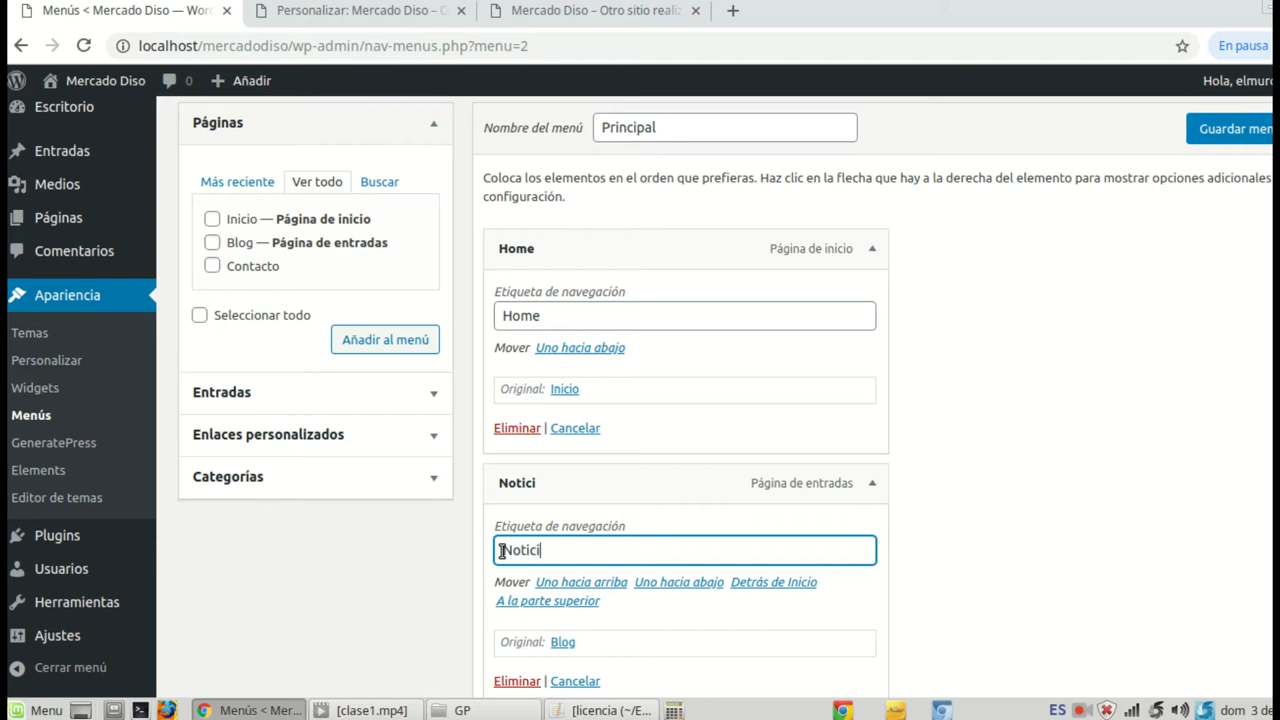 Menús < Mercado Diso — Wor
Personalizar: Mercado Diso – O
Mercado Diso – Otro sitio realiz
localhost/mercadodiso/wp-admin/nav-menus.php?menu=2
En pausa
Mercado Diso
0
Añadir
Hola, elmur
Escritorio
Entradas
Medios
Páginas
Comentarios
Apariencia
Temas
Personalizar
Widgets
Menús
GeneratePress
Elements
Editor de temas
Plugins
Usuarios
Herramientas
Ajustes
Cerrar menú
Páginas
Más reciente Ver todo Buscar
Inicio — Página de inicio
Blog — Página de entradas
Contacto
Seleccionar todo
Añadir al menú
Entradas
Enlaces personalizados
Categorías
Nombre del menú Principal
Guardar men
Coloca los elementos en el orden que prefieras. Haz clic en la flecha que hay a la derecha del elemento para mostrar opciones adicionales
configuración.
Home Página de inicio
Etiqueta de navegación
Home
Mover Uno hacia abajo
Original: Inicio
Eliminar | Cancelar
Notici Página de entradas
Etiqueta de navegación
Notici
Mover Uno hacia arriba Uno hacia abajo Detrás de Inicio
A la parte superior
Original: Blog
Eliminar | Cancelar
Menu
Menús < Mer...
[clase1.mp4]
GP
[licencia (~/E...
ES
dom 3 de